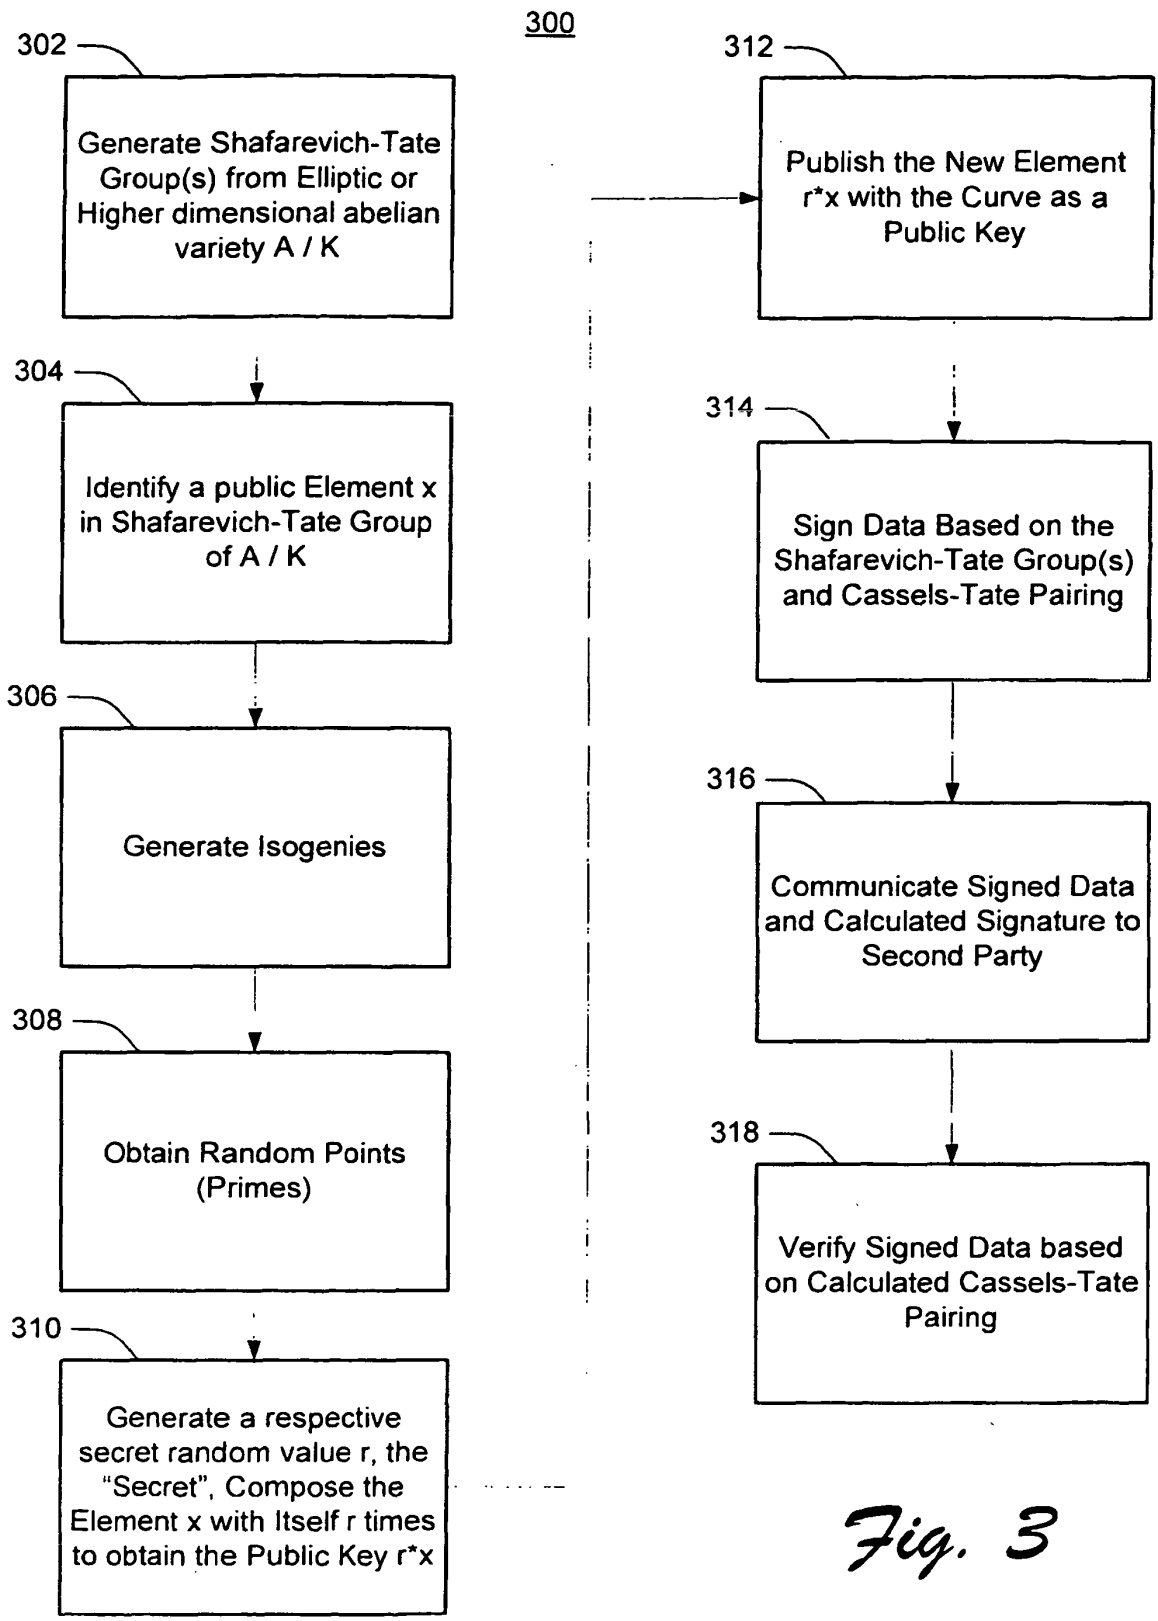 300
302
Generate Shafarevich-Tate
Group(s) from Elliptic or
Higher dimensional abelian
variety A / K
304
Identify a public Element x
in Shafarevich-Tate Group
of A / K
306
Generate Isogenies
308
Obtain Random Points
(Primes)
310
Generate a respective
secret random value r, the
“Secret”, Compose the
Element x with Itself r times
to obtain the Public Key r*x
312
Publish the New Element
r*x with the Curve as a
Public Key
314
Sign Data Based on the
Shafarevich-Tate Group(s)
and Cassels-Tate Pairing
316
Communicate Signed Data
and Calculated Signature to
Second Party
318
Verify Signed Data based
on Calculated Cassels-Tate
Pairing
Fig. 3